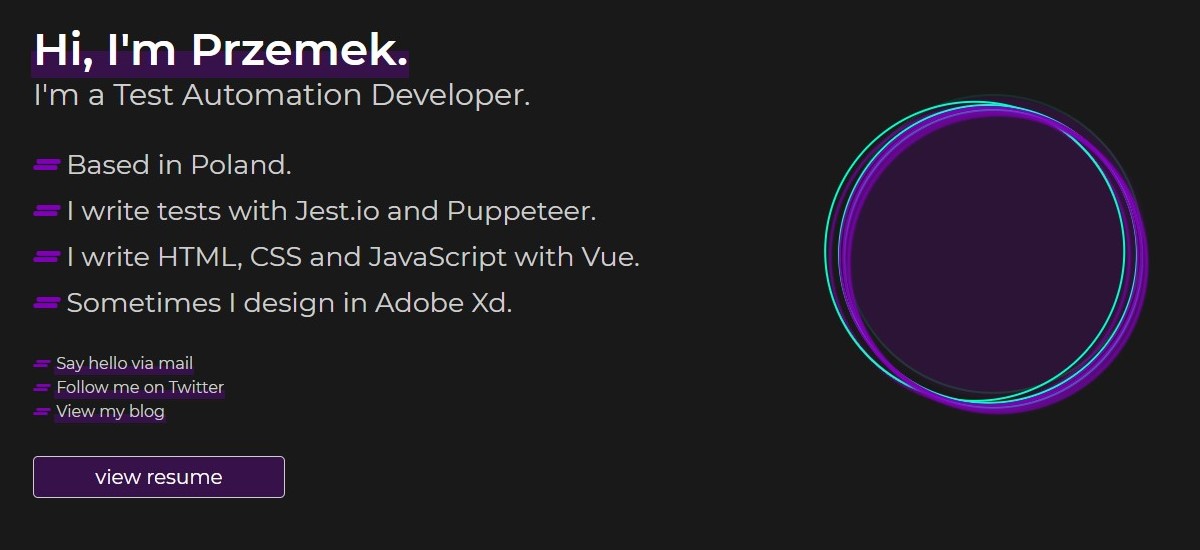 Hi, I'm Przemek.
I'm a Test Automation Developer.
Based in Poland.
I write tests with Jest.io and Puppeteer.
I write HTML, CSS and JavaScript with Vue.
Sometimes I design in Adobe Xd.
Say hello via mail
Follow me on Twitter
View my blog
view resume